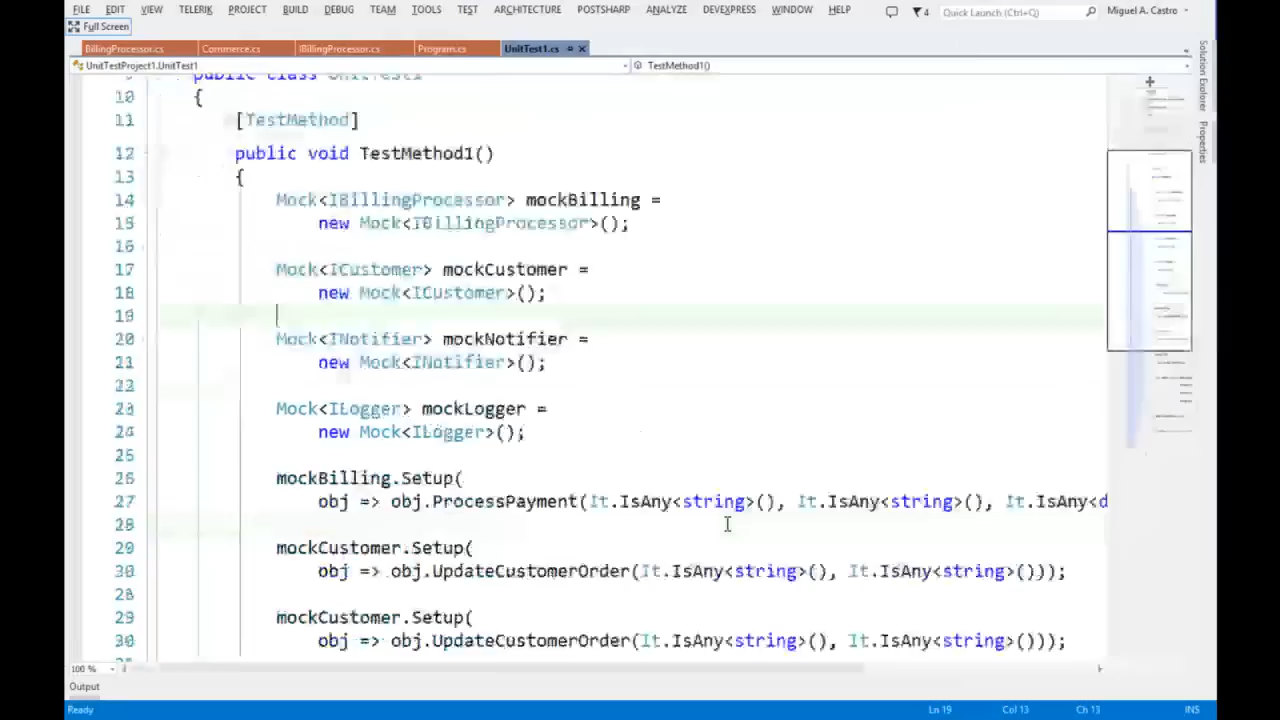 FILE EDIT VIEW TELERIK PROJECT BUILD DEBUG TEAM TOOLS TEST ARCHITECTURE POSTSHARP ANALYZE DEVEXPRESS WINDOW HELP 4 Quick Launch (Ctrl+Q) Miguel A. Castro
Full Screen
BillingProcessor.cs Commerce.cs IBillingProcessor.cs Program.cs UnitTest1.cs
UnitTestProject1.UnitTest1 TestMethod1()
public class UnitTest1
10 {
11 [TestMethod]
12 public void TestMethod1()
13 {
14 Mock<IBillingProcessor> mockBilling =
15 new Mock<IBillingProcessor>();
16
17 Mock<ICustomer> mockCustomer =
18 new Mock<ICustomer>();
19
20 Mock<INotifier> mockNotifier =
21 new Mock<INotifier>();
22
23 Mock<ILogger> mockLogger =
24 new Mock<ILogger>();
25
26 mockBilling.Setup(
27 obj => obj.ProcessPayment(It.IsAny<string>(), It.IsAny<string>(), It.IsAny<d
28
29 mockCustomer.Setup(
30 obj => obj.UpdateCustomerOrder(It.IsAny<string>(), It.IsAny<string>()));
28
29 mockCustomer.Setup(
30 obj => obj.UpdateCustomerOrder(It.IsAny<string>(), It.IsAny<string>()));
100 %
Output
Ready Ln 19 Col 13 Ch 13 INS
Solution Explorer
Properties